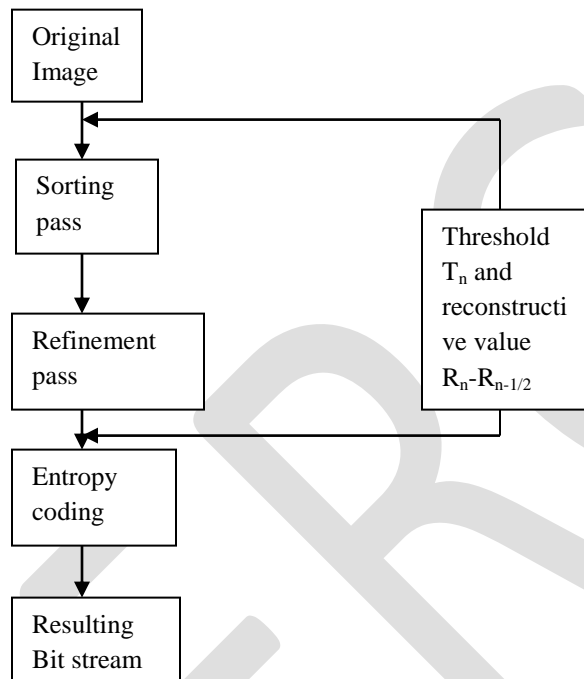 Original
Image
Sorting
pass
Refinement
pass
Entropy
coding
Resulting
Bit stream
Threshold
Tₙ and
reconstructi
ve value
Rₙ-Rₙ₋₁/₂